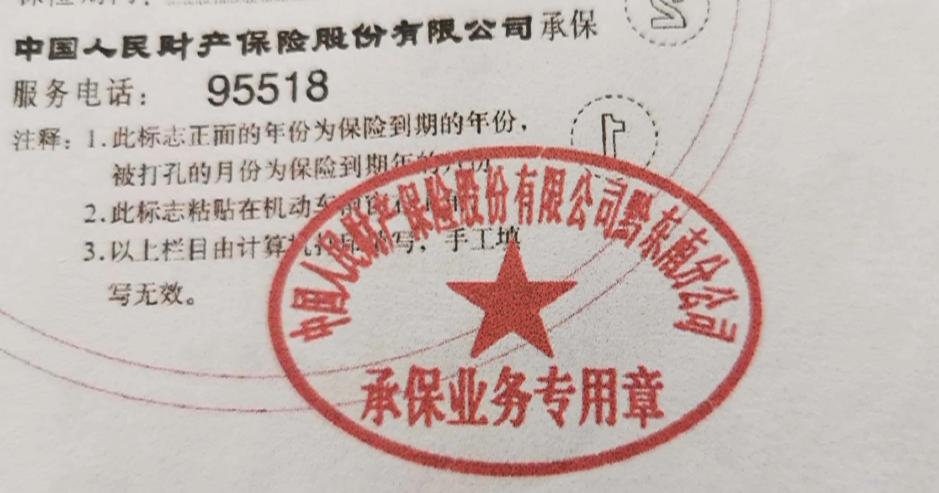 中国人民财产保险股份有限公司承保
2
服务电话： 95518
1
注释：1.此标志正面的年份为保险到期的年份，
被打孔的月份为保险到期年的
2.此标志粘贴在机动车
3.以上栏目由计算机 写，手工填
写无效。
中国人民财产保险股份有限公司黔东南分公司
承保业务专用章